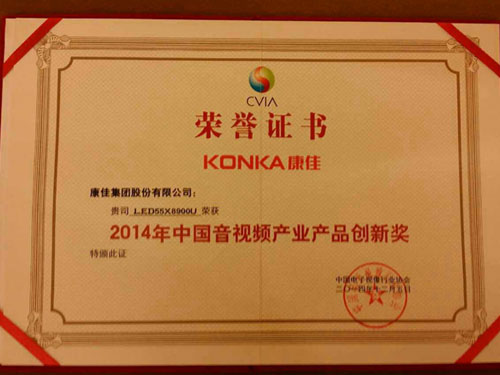 CVIA
荣誉证书
KONKA康佳
康佳集团股份有限公司：
贵司 LED55X8900U 荣获
2014年中国音视频产业产品创新奖
特颁此证
中国电子视像行业协会